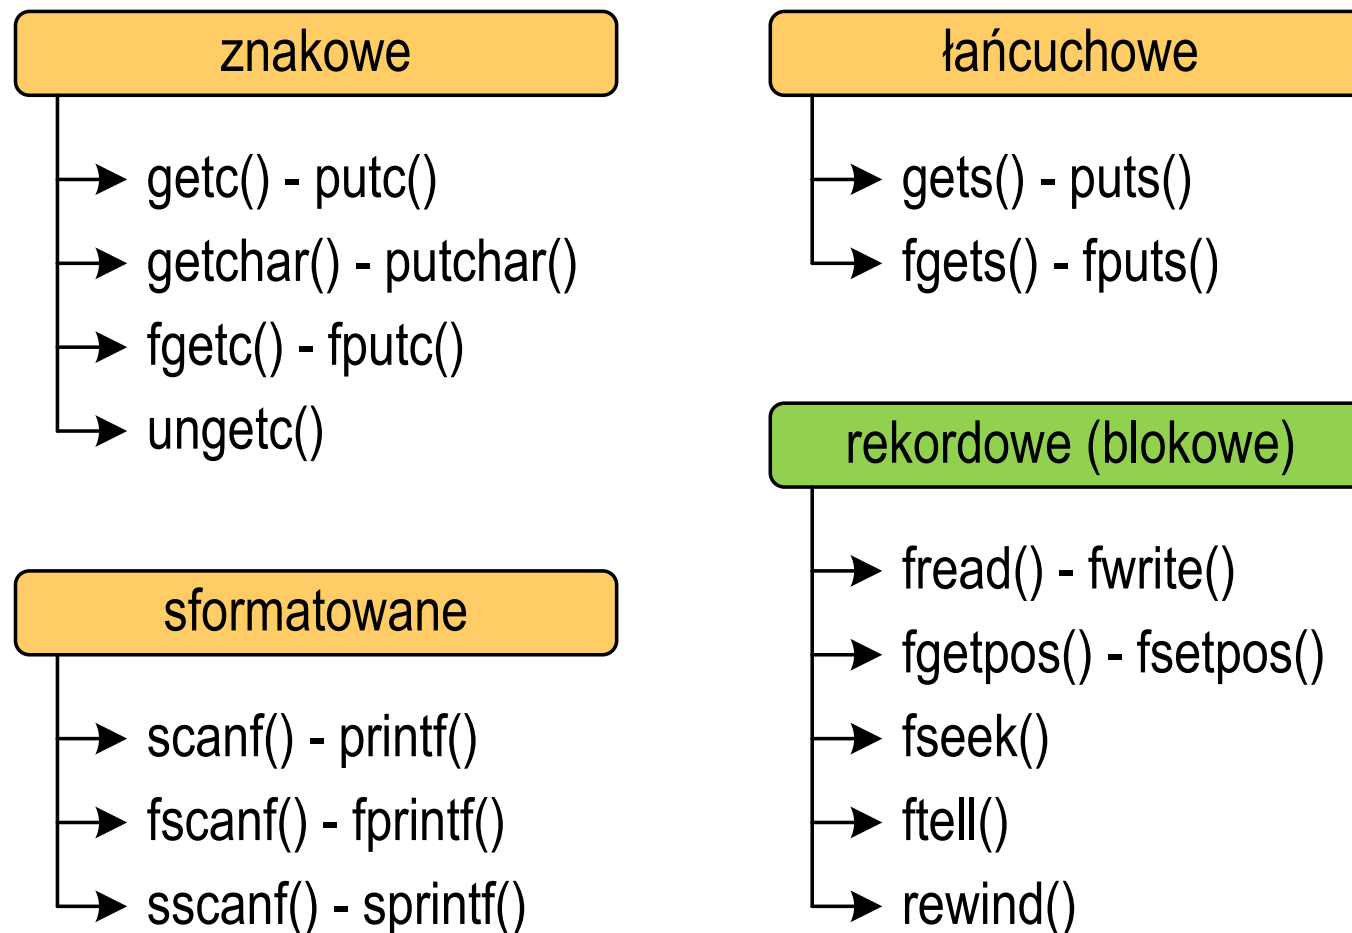 znakowe
getc() - putc()
getchar() - putchar()
fgetc() - fputc()
ungetc()
sformatowane
scanf() - printf()
fscanf() - fprintf()
sscanf() - sprintf()
łańcuchowe
gets() - puts()
fgets() - fputs()
rekordowe (blokowe)
fread() - fwrite()
fgetpos() - fsetpos()
fseek()
ftell()
rewind()